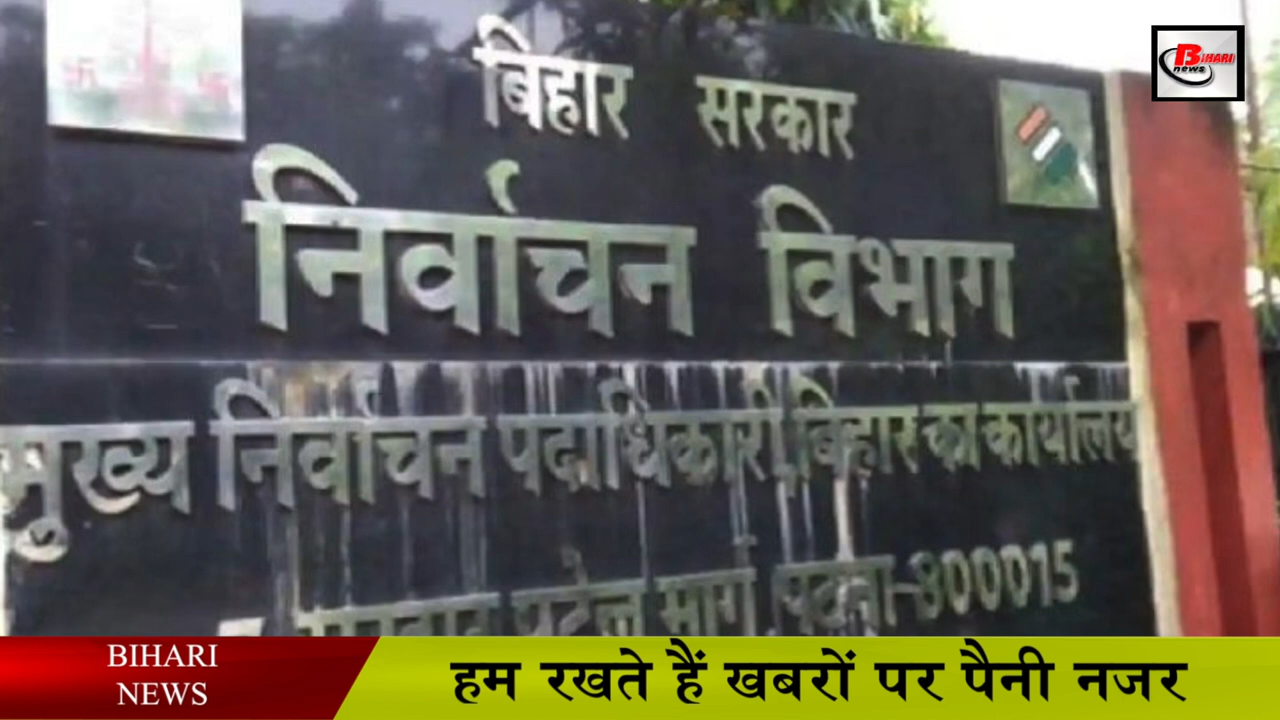 BIHARI
news
बिहार सरकार
निर्वाचन विभाग
मुख्य निर्वाचन पदाधिकारी, बिहार का कार्यालय
पटेल मार्ग, पटना-800015
BIHARI
NEWS
हम रखते हैं खबरों पर पैनी नजर